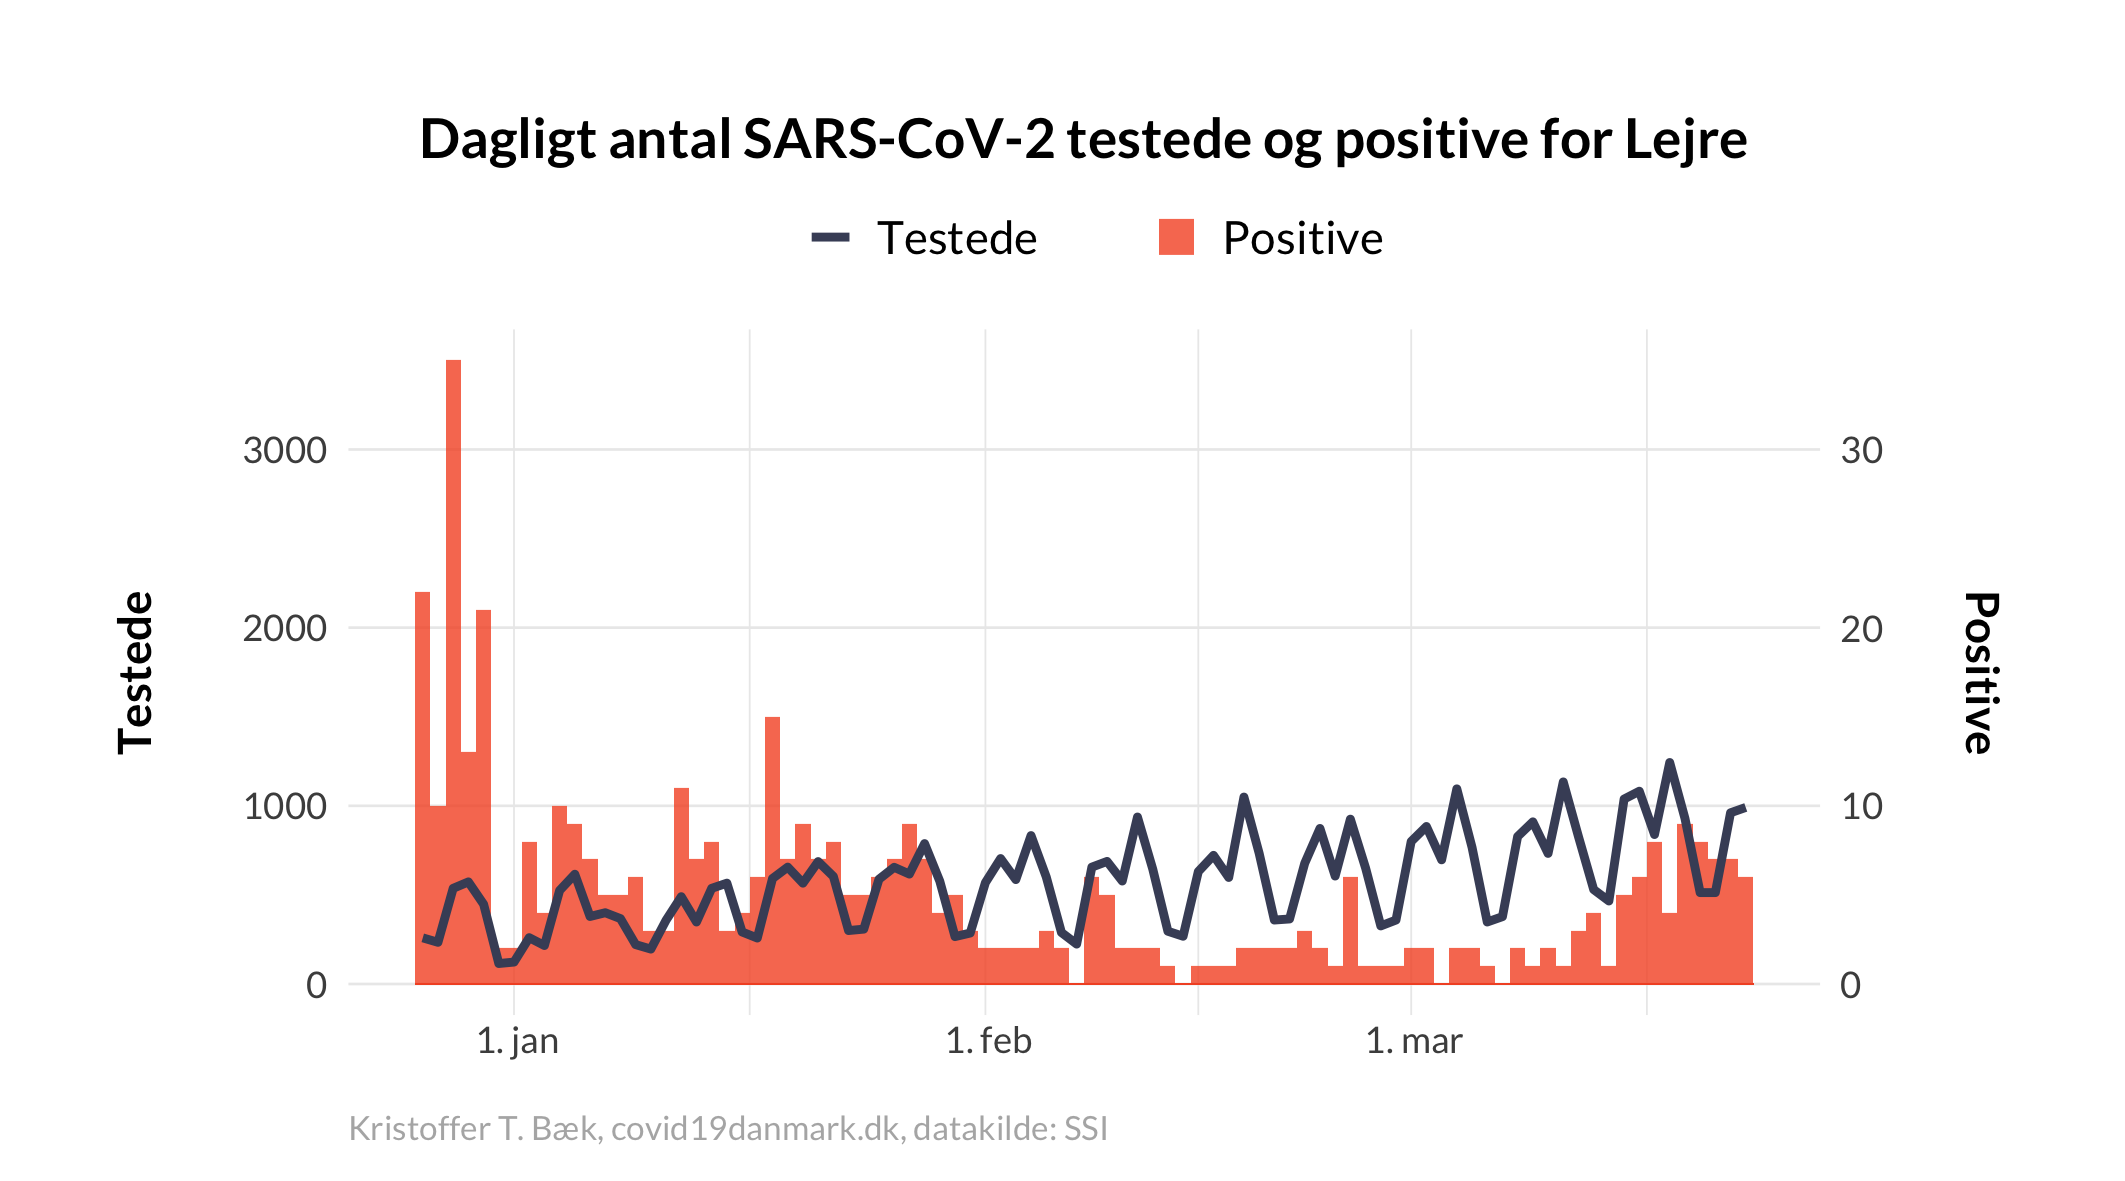 Dagligt antal SARS-CoV-2 testede og positive for Lejre
Testede
Positive
3000
2000
1000
0
Testede
30
20
10
0
Positive
1. jan
1. feb
1. mar
Kristoffer T. Bæk, covid19danmark.dk, datakilde: SSI